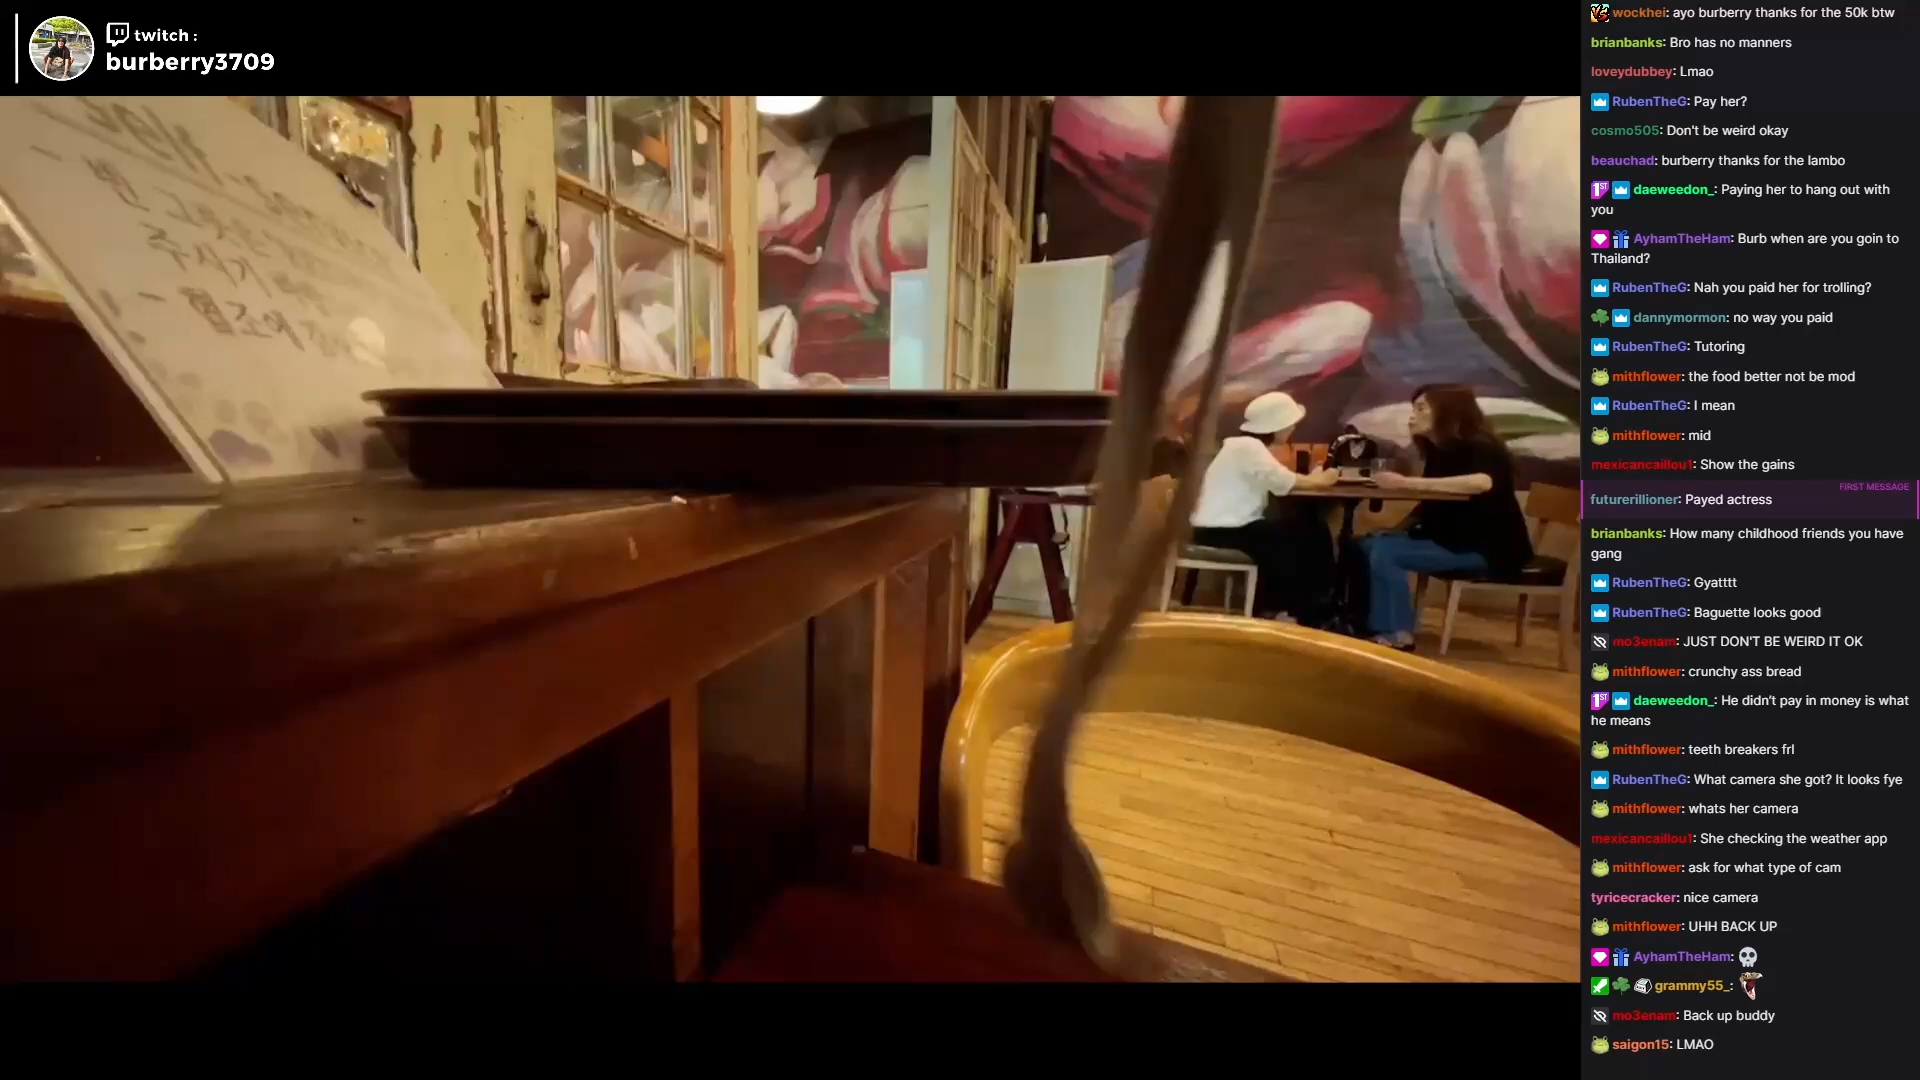 twitch :
burberry3709
wockhei: ayo burberry thanks for the 50k btw
brianbanks: Bro has no manners
loveydubbey: Lmao
RubenTheG: Pay her?
cosmo505: Don't be weird okay
beauchad: burberry thanks for the lambo
daeweedon_: Paying her to hang out with
you
AyhamTheHam: Burb when are you goin to
Thailand?
RubenTheG: Nah you paid her for trolling?
dannymormon: no way you paid
RubenTheG: Tutoring
mithflower: the food better not be mod
RubenTheG: I mean
mithflower: mid
mexicancaillou1: Show the gains
FIRST MESSAGE
futurerillioner: Payed actress
brianbanks: How many childhood friends you have
gang
RubenTheG: Gyatttt
RubenTheG: Baguette looks good
mo3enam: JUST DON'T BE WEIRD IT OK
mithflower: crunchy ass bread
daeweedon_: He didn't pay in money is what
he means
mithflower: teeth breakers frl
RubenTheG: What camera she got? It looks fye
mithflower: whats her camera
mexicancaillou1: She checking the weather app
mithflower: ask for what type of cam
tyricecracker: nice camera
mithflower: UHH BACK UP
AyhamTheHam:
grammy55_:
mo3enam: Back up buddy
saigon15: LMAO